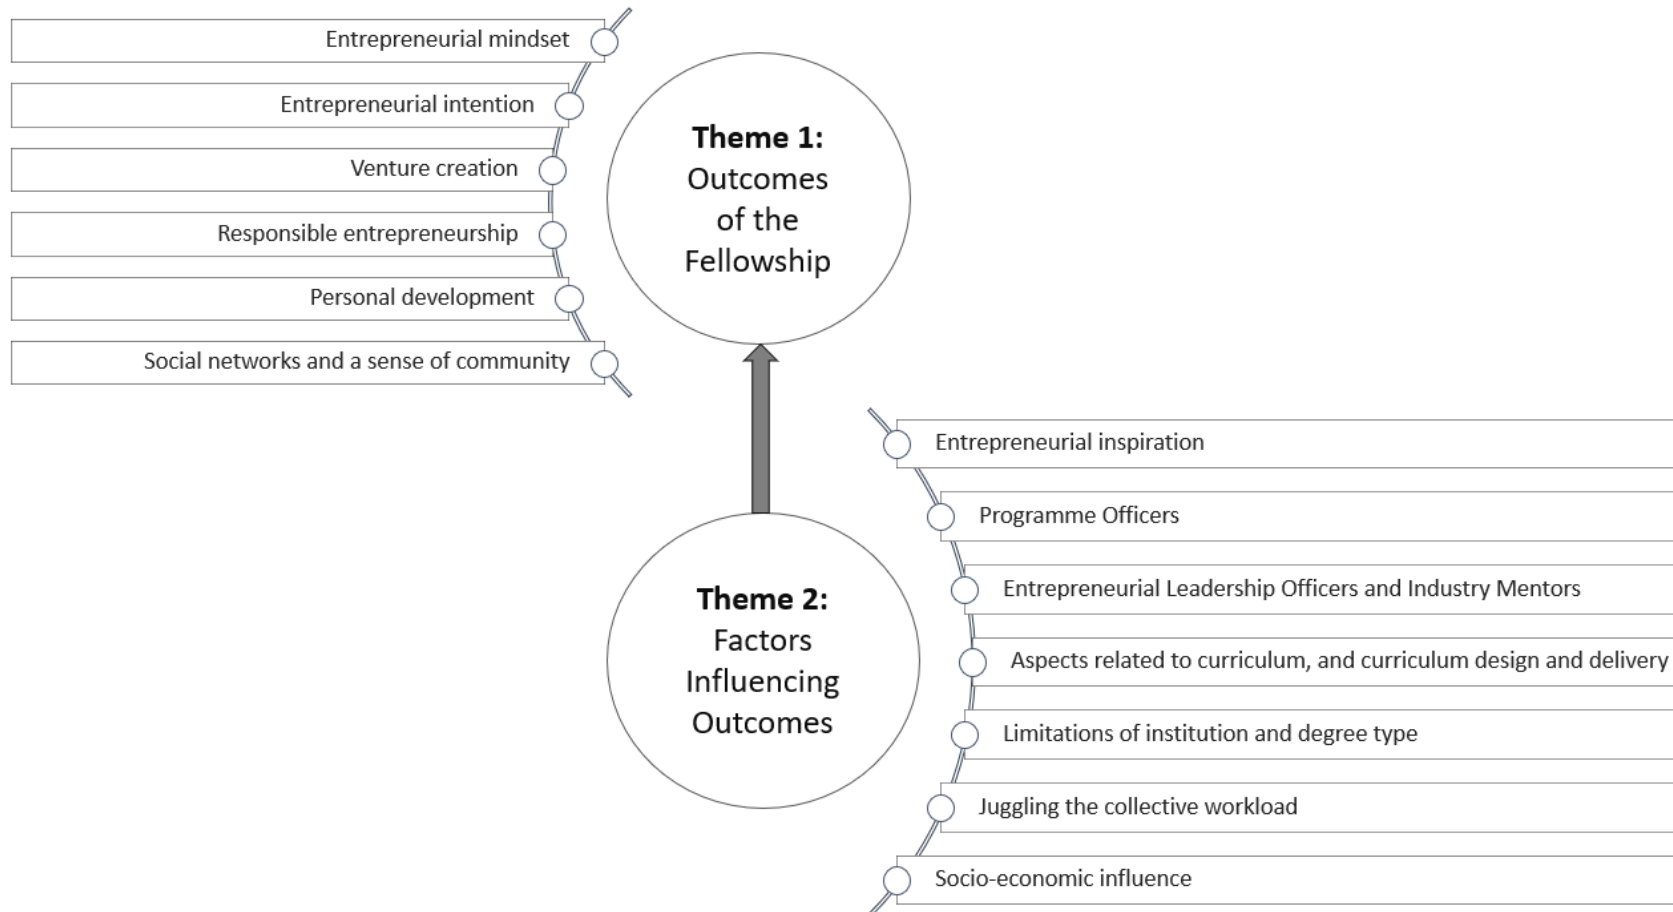 Entrepreneurial mindset
Entrepreneurial intention
Venture creation
Responsible entrepreneurship
Personal development
Social networks and a sense of community
Theme 1:
Outcomes
of the
Fellowship
Theme 2:
Factors
Influencing
Outcomes
Entrepreneurial inspiration
Programme Officers
Entrepreneurial Leadership Officers and Industry Mentors
Aspects related to curriculum, and curriculum design and delivery
Limitations of institution and degree type
Juggling the collective workload
Socio-economic influence